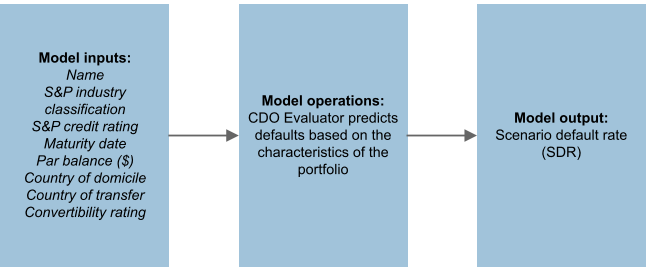 Model inputs:
Name
S&P industry
classification
S&P credit rating
Maturity date
Par balance ($)
Country of domicile
Country of transfer
Convertibility rating
Model operations:
CDO Evaluator predicts
defaults based on the
characteristics of the
portfolio
Model output:
Scenario default rate
(SDR)